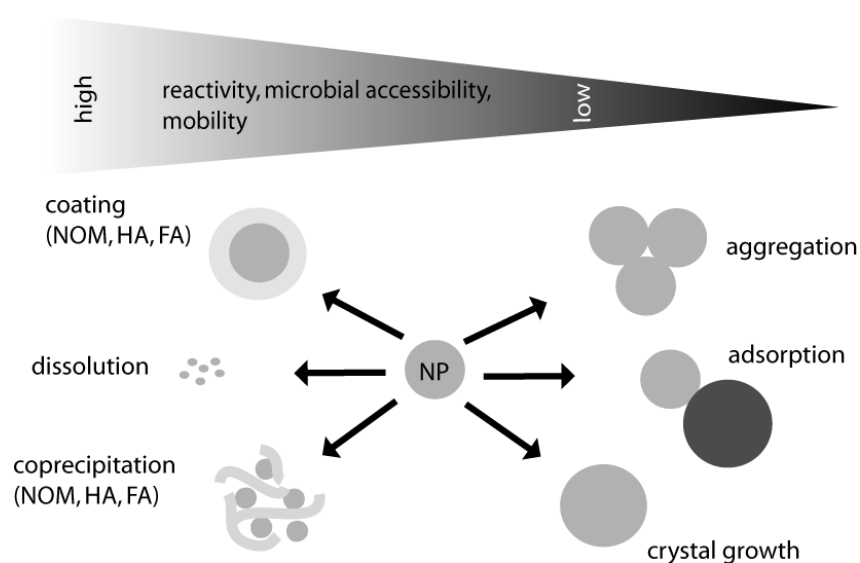 high
reactivity, microbial accessibility,
mobility
low
coating
(NOM, HA, FA)
aggregation
dissolution
NP
adsorption
coprecipitation
(NOM, HA, FA)
crystal growth